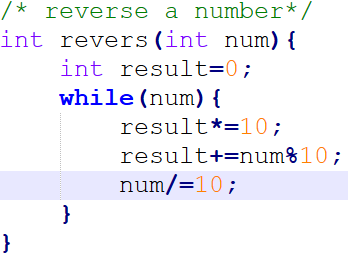 /* reverse a number*/
int revers(int num){
    int result=0;
    while(num){
        result*=10;
        result+=num%10;
        num/=10;
    }
}